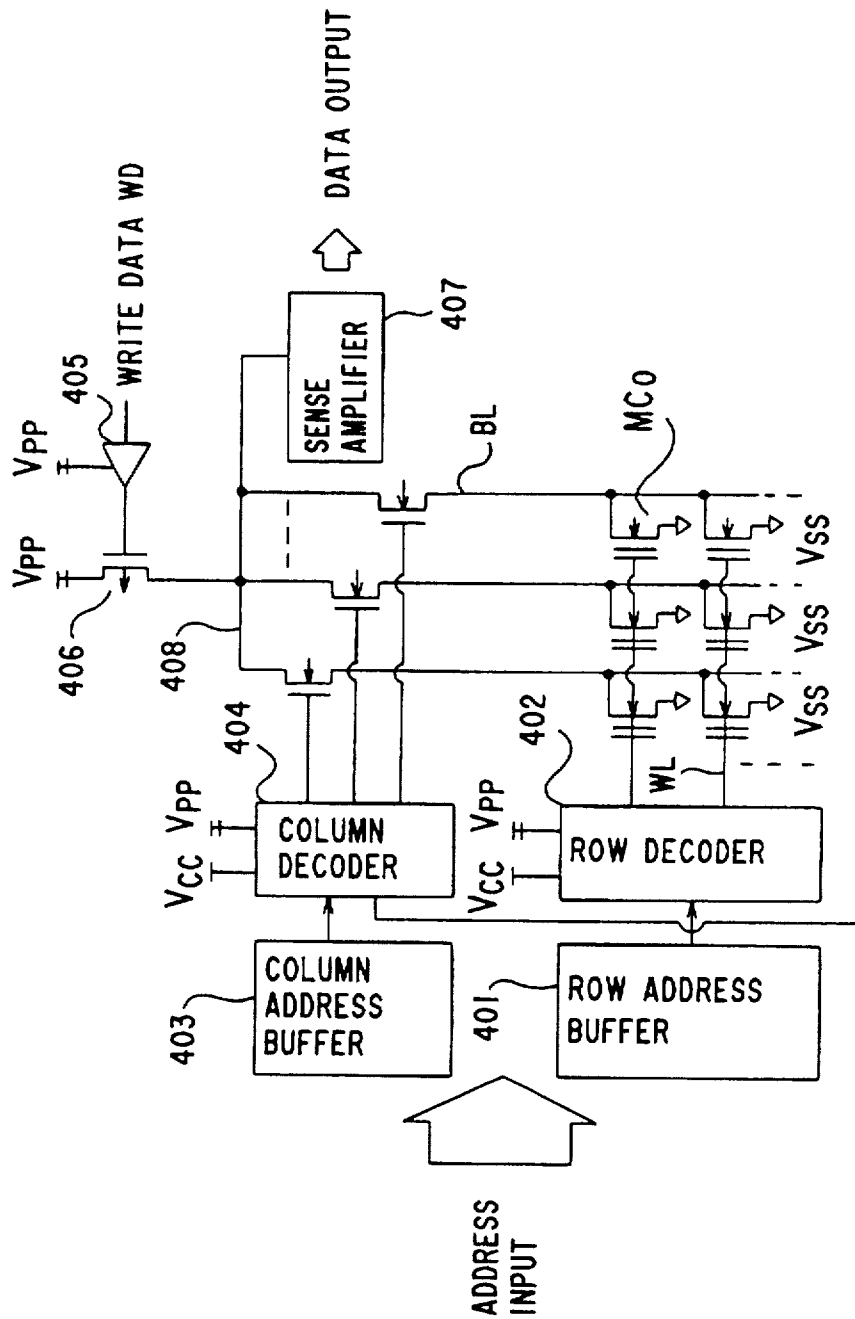 VPP
VPP
405
WRITE DATA WD
406
408
SENSE
AMPLIFIER
407
DATA OUTPUT
VCC
VPP
404
403
COLUMN
ADDRESS
BUFFER
COLUMN
DECODER
BL
MC0
ADDRESS
INPUT
VCC
VPP
402
401
ROW ADDRESS
BUFFER
ROW DECODER
WL
VSS
VSS
VSS